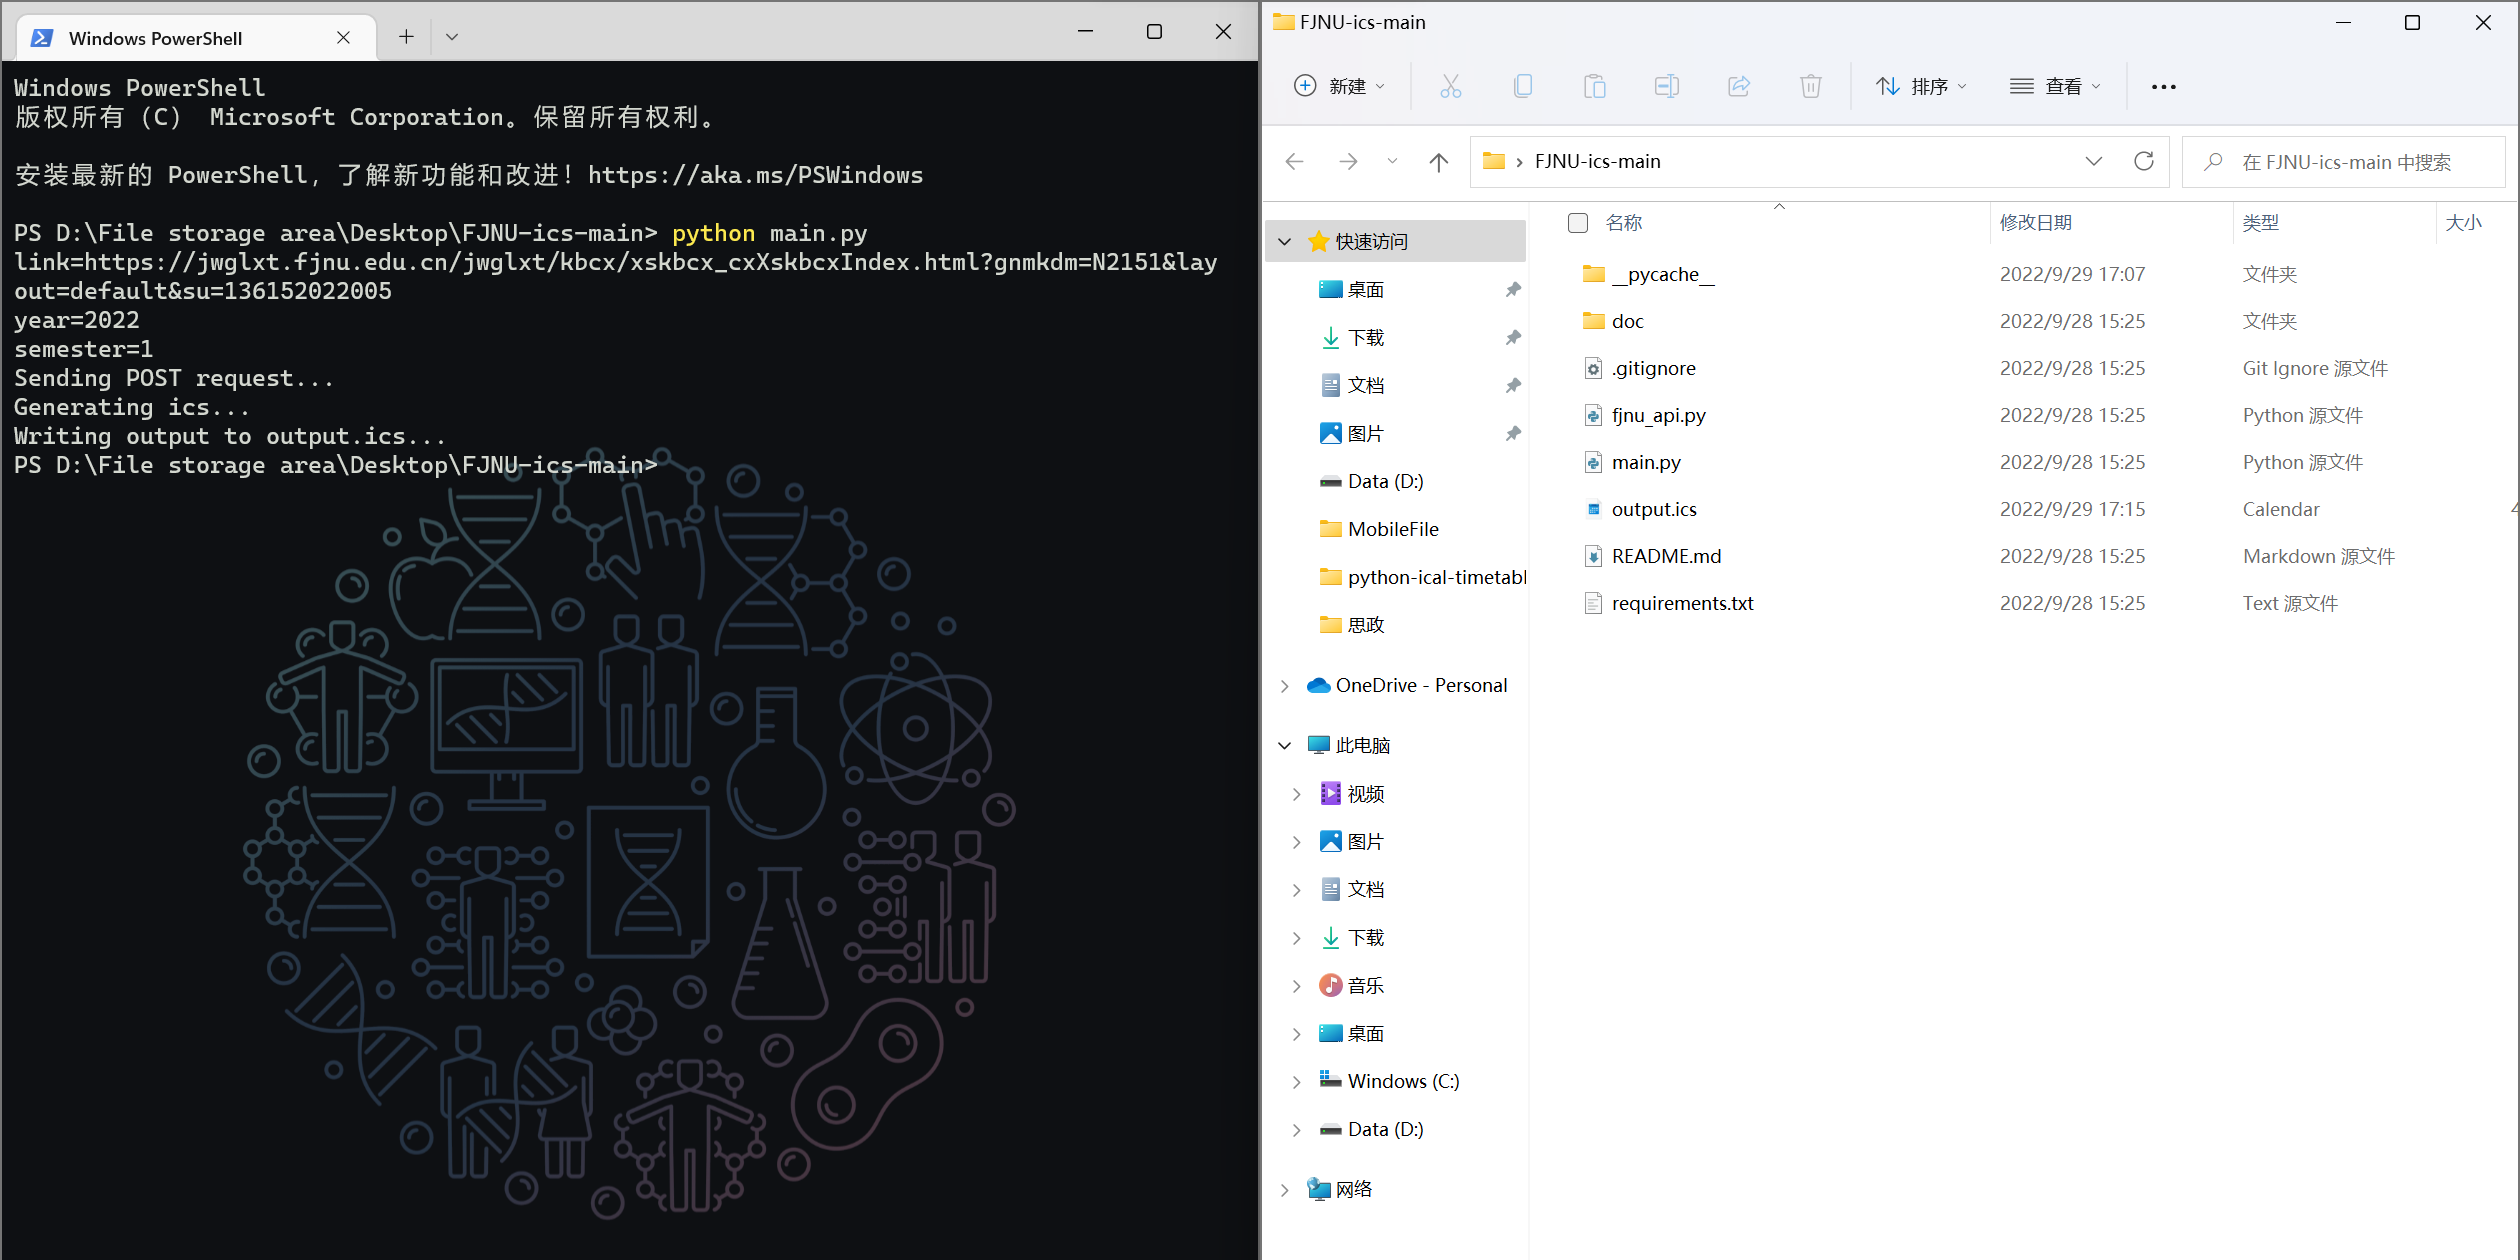 Windows PowerShell
Windows PowerShell
版权所有 (C) Microsoft Corporation。保留所有权利。
安装最新的 PowerShell，了解新功能和改进！https://aka.ms/PSWindows
PS D:\File storage area\Desktop\FJNU-ics-main> python main.py
link=https://jwglxt.fjnu.edu.cn/jwglxt/kbcx/xskbcx_cxXskbcxIndex.html?gnmkdm=N2151&lay
out=default&su=136152022005
year=2022
semester=1
Sending POST request...
Generating ics...
Writing output to output.ics...
PS D:\File storage area\Desktop\FJNU-ics-main>
FJNU-ics-main
新建 排序 查看
FJNU-ics-main
在 FJNU-ics-main 中搜索
快速访问
桌面
下载
文档
图片
Data (D:)
MobileFile
python-ical-timetabl
思政
OneDrive - Personal
此电脑
视频
图片
文档
下载
音乐
桌面
Windows (C:)
Data (D:)
网络
名称 修改日期 类型 大小
__pycache__ 2022/9/29 17:07 文件夹
doc 2022/9/28 15:25 文件夹
.gitignore 2022/9/28 15:25 Git Ignore 源文件
fjnu_api.py 2022/9/28 15:25 Python 源文件
main.py 2022/9/28 15:25 Python 源文件
output.ics 2022/9/29 17:15 Calendar
README.md 2022/9/28 15:25 Markdown 源文件
requirements.txt 2022/9/28 15:25 Text 源文件